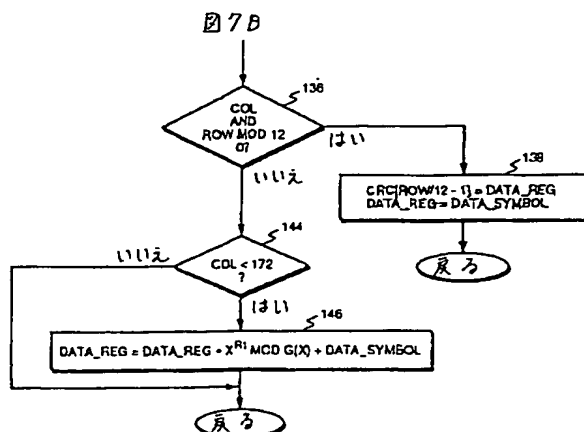 図7B
136
COL
AND
ROW MOD 12
0?
はい
いいえ
138
CRC[ROW/12 - 1] = DATA_REG
DATA_REG = DATA_SYMBOL
戻る
144
いいえ
COL < 172
?
はい
146
DATA_REG = DATA_REG * X^R1 MOD G(X) + DATA_SYMBOL
戻る